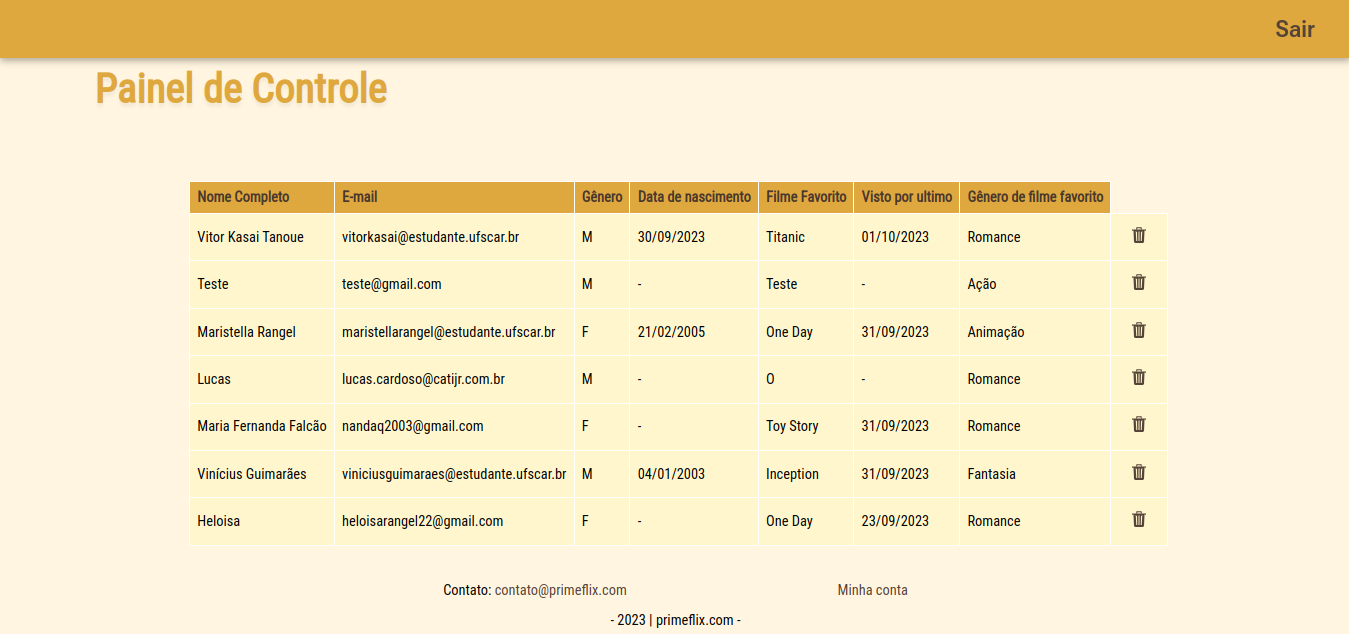 Sair
Painel de Controle
Nome Completo E-mail Gênero Data de nascimento Filme Favorito Visto por ultimo Gênero de filme favorito
Vitor Kasai Tanoue vitorkasai@estudante.ufscar.br M 30/09/2023 Titanic 01/10/2023 Romance
Teste teste@gmail.com M - Teste - Ação
Maristella Rangel maristellarangel@estudante.ufscar.br F 21/02/2005 One Day 31/09/2023 Animação
Lucas lucas.cardoso@catijr.com.br M - O - Romance
Maria Fernanda Falcão nandaq2003@gmail.com F - Toy Story 31/09/2023 Romance
Vinícius Guimarães viniciusguimaraes@estudante.ufscar.br M 04/01/2003 Inception 31/09/2023 Fantasia
Heloisa heloisarangel22@gmail.com F - One Day 23/09/2023 Romance
Contato: contato@primeflix.com Minha conta
- 2023 | primeflix.com -